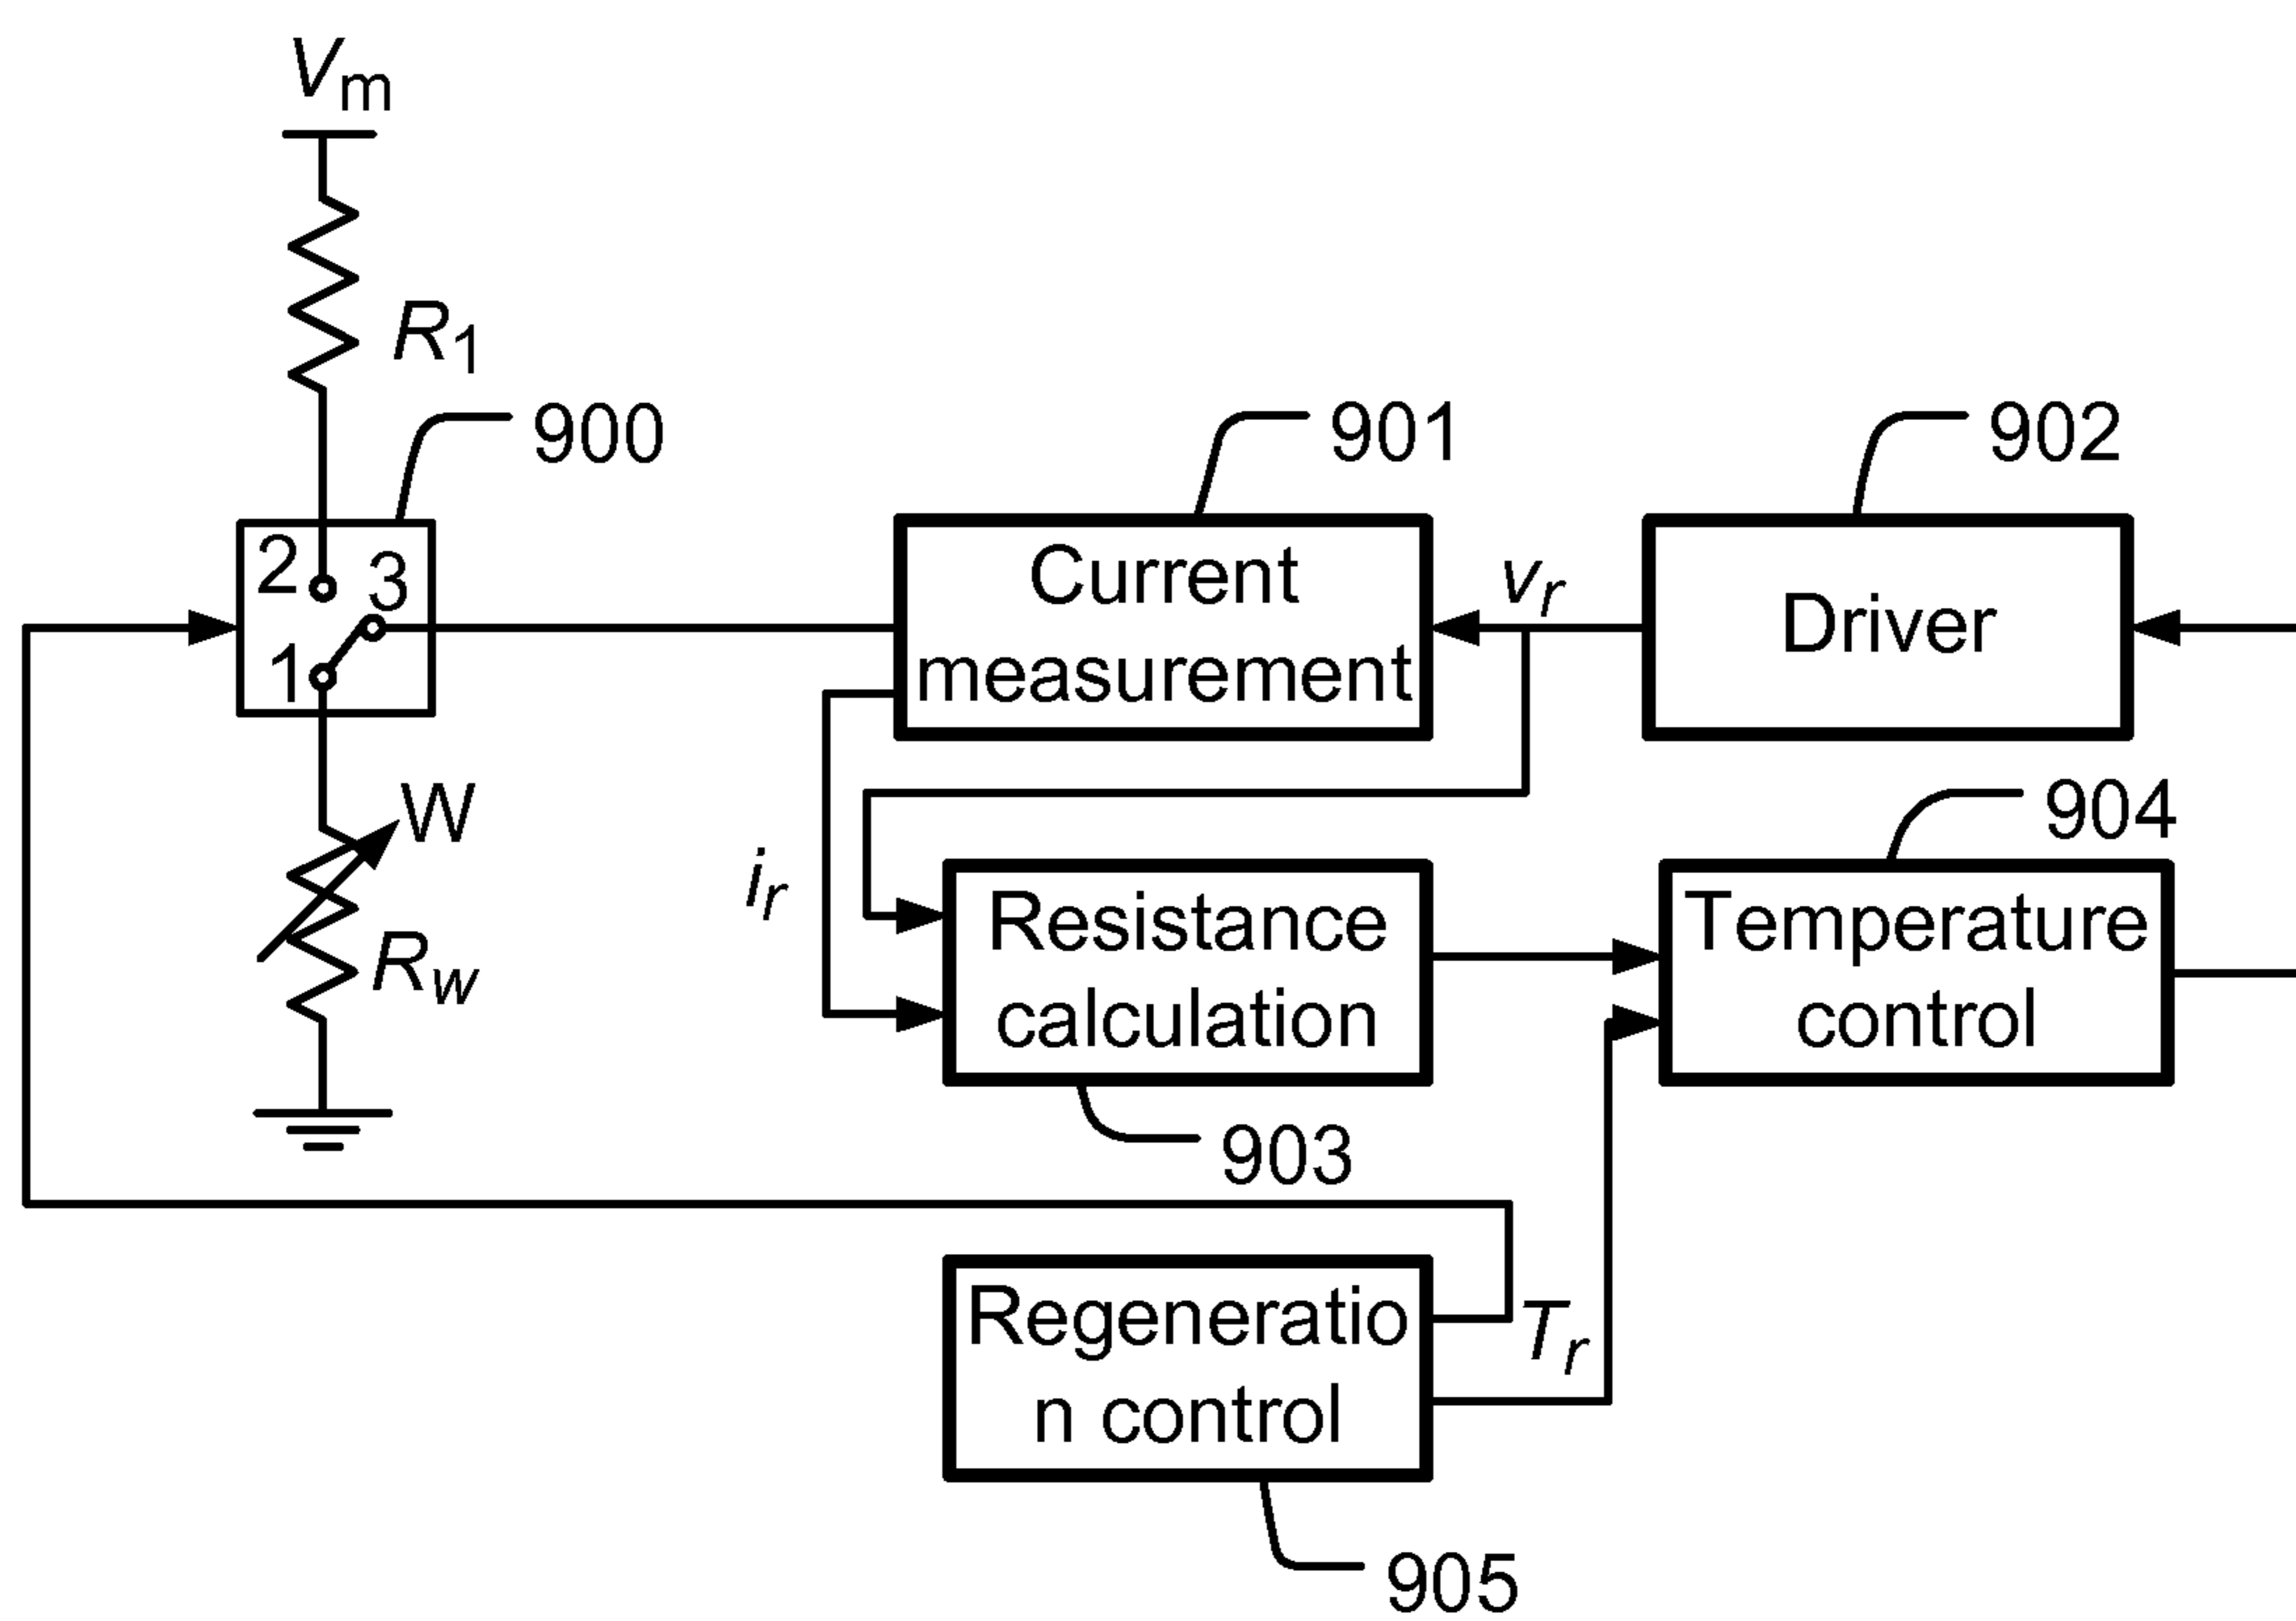 Vm
R1
900
901
902
2
3
1
Current
measurement
vr
Driver
W
Rw
ir
904
Resistance
calculation
Temperature
control
903
Regeneratio
n control
Tr
905